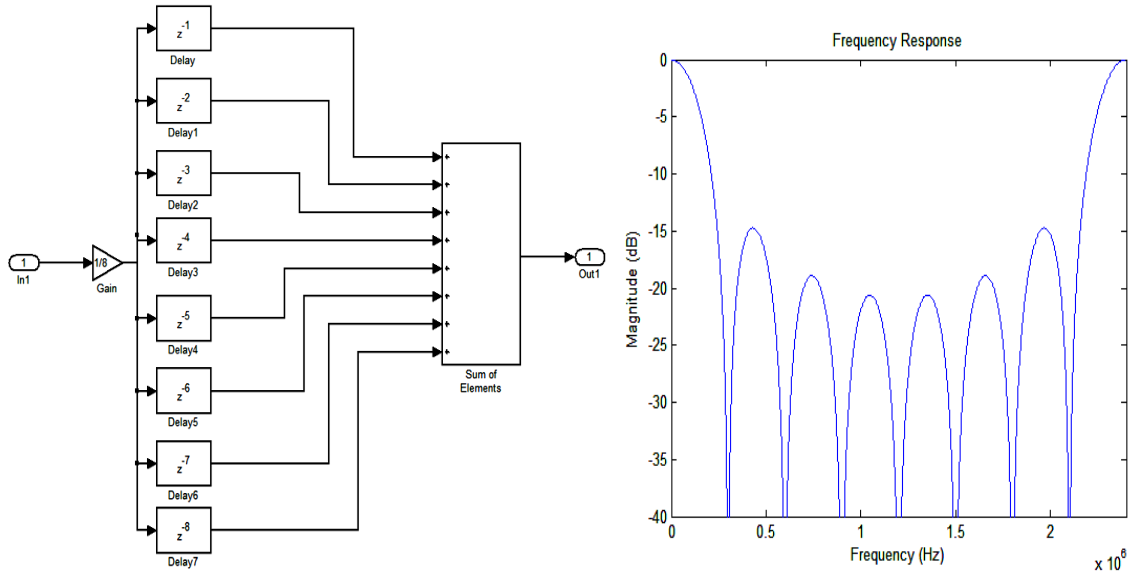 z-1
Delay
z-2
Delay1
z-3
Delay2
z-4
Delay3
z-5
Delay4
z-6
Delay5
z-7
Delay6
z-8
Delay7
1
In1
1/8
Gain
+
+
+
+
+
+
+
+
Sum of
Elements
1
Out1
Frequency Response
Magnitude (dB)
0
-5
-10
-15
-20
-25
-30
-35
-40
0
0.5
1
1.5
2
x 10^6
Frequency (Hz)